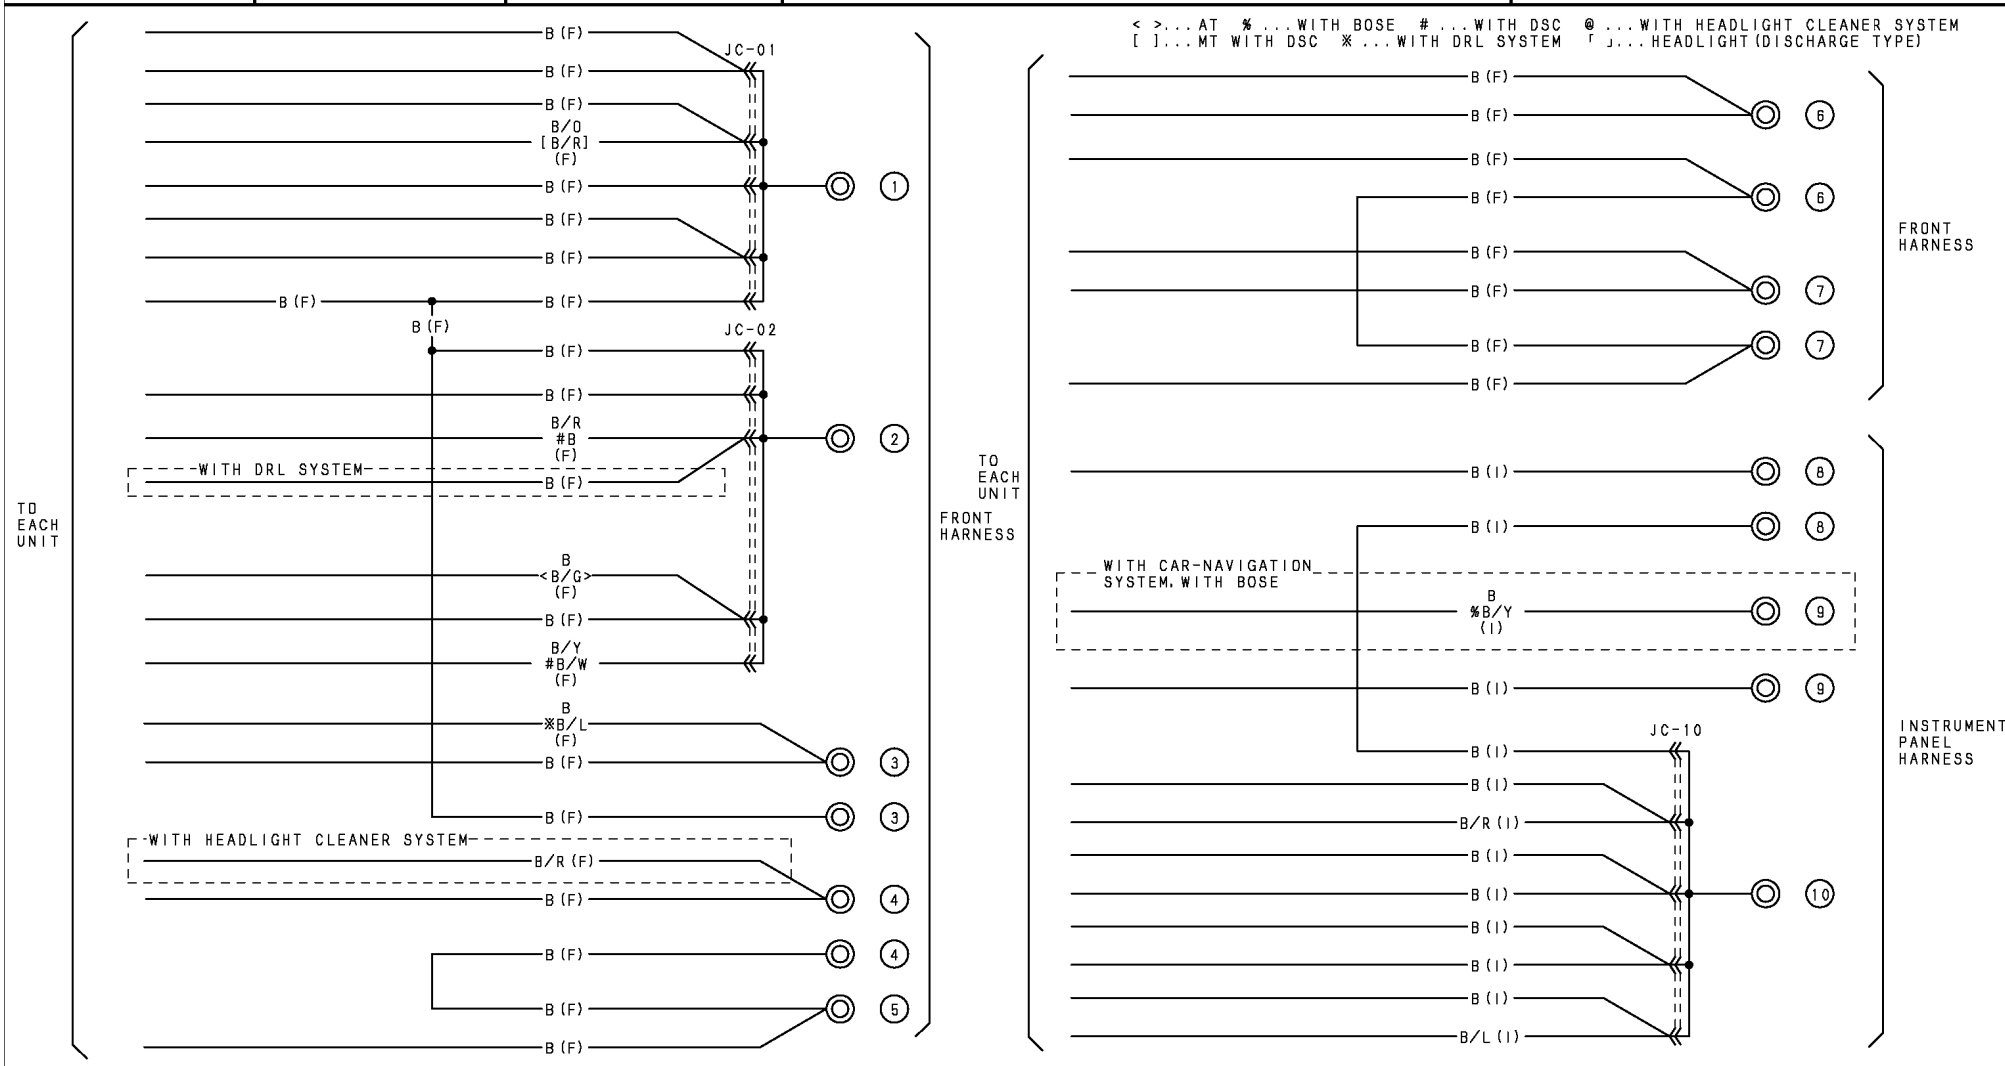 < >...AT % ...WITH BOSE # ...WITH DSC @ ...WITH HEADLIGHT CLEANER SYSTEM
[ ]...MT WITH DSC ※ ...WITH DRL SYSTEM 「 」...HEADLIGHT(DISCHARGE TYPE)
TO
EACH
UNIT
B(F)
JC-01
B(F)
B(F)
B/O
[B/R]
(F)
B(F)
1
B(F)
B(F)
B(F)
B(F)
B(F)
JC-02
B(F)
B(F)
B/R
#B
(F)
2
WITH DRL SYSTEM
B(F)
B
<B/G>
(F)
B(F)
B/Y
#B/W
(F)
B
※B/L
(F)
B(F)
3
B(F)
3
WITH HEADLIGHT CLEANER SYSTEM
B/R(F)
B(F)
4
B(F)
4
B(F)
5
B(F)
FRONT
HARNESS
TO
EACH
UNIT
B(F)
B(F)
6
B(F)
B(F)
6
B(F)
B(F)
7
B(F)
7
B(F)
FRONT
HARNESS
B(I)
8
B(I)
8
WITH CAR-NAVIGATION
SYSTEM,WITH BOSE
B
%B/Y
(I)
9
B(I)
9
JC-10
B(I)
B(I)
B/R(I)
B(I)
B(I)
10
B(I)
B(I)
B(I)
B/L(I)
INSTRUMENT
PANEL
HARNESS